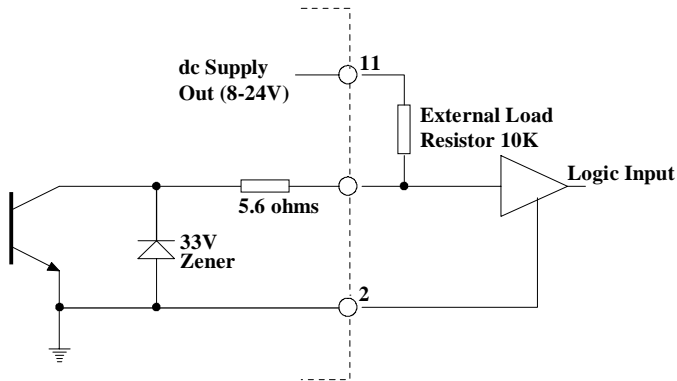 dc Supply
Out (8-24V)
11
External Load
Resistor 10K
Logic Input
5.6 ohms
33V
Zener
2